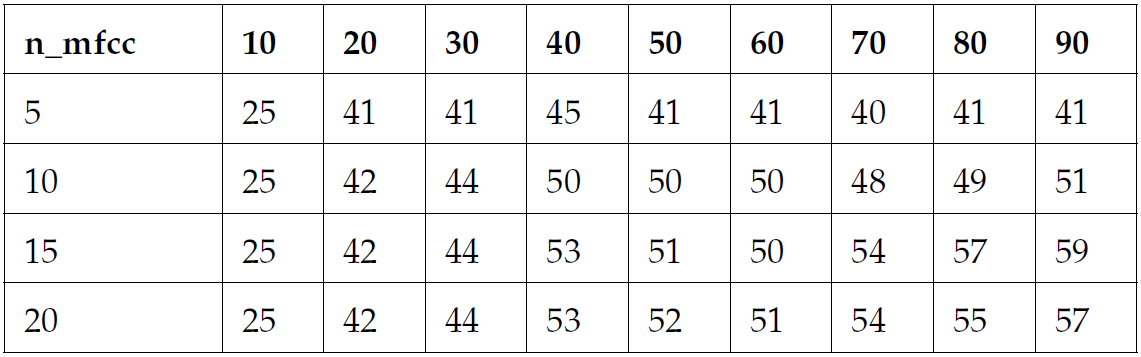 n_mfcc 10 20 30 40 50 60 70 80 90
5 25 41 41 45 41 41 40 41 41
10 25 42 44 50 50 50 48 49 51
15 25 42 44 53 51 50 54 57 59
20 25 42 44 53 52 51 54 55 57